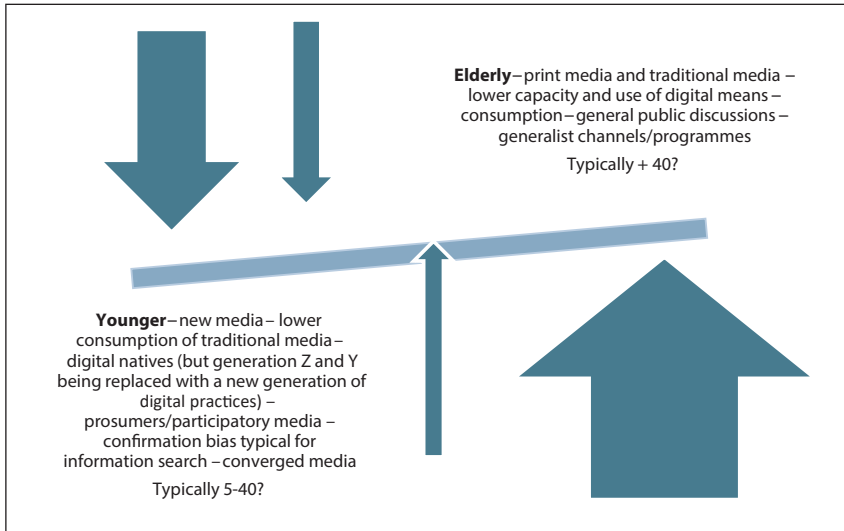 Elderly – print media and traditional media –
lower capacity and use of digital means –
consumption – general public discussions –
generalist channels/programmes
Typically + 40?
Younger – new media – lower
consumption of traditional media –
digital natives (but generation Z and Y
being replaced with a new generation of
digital practices) –
prosumers/participatory media –
confirmation bias typical for
information search – converged media
Typically 5-40?